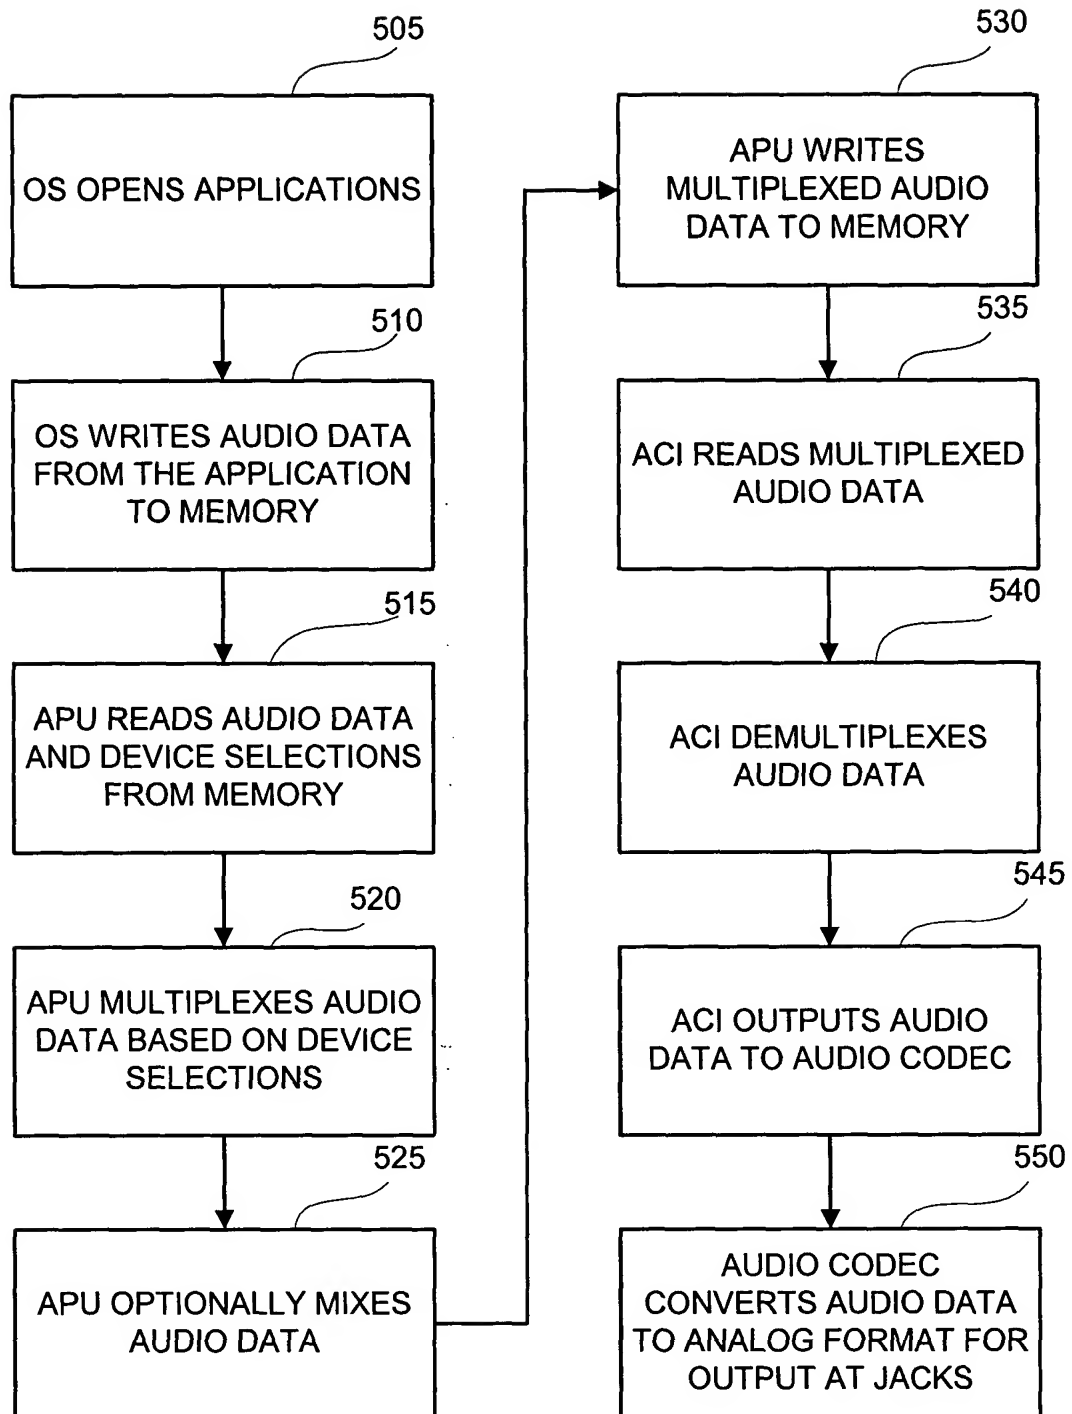 505
OS OPENS APPLICATIONS
510
OS WRITES AUDIO DATA
FROM THE APPLICATION
TO MEMORY
515
APU READS AUDIO DATA
AND DEVICE SELECTIONS
FROM MEMORY
520
APU MULTIPLEXES AUDIO
DATA BASED ON DEVICE
SELECTIONS
525
APU OPTIONALLY MIXES
AUDIO DATA
530
APU WRITES
MULTIPLEXED AUDIO
DATA TO MEMORY
535
ACI READS MULTIPLEXED
AUDIO DATA
540
ACI DEMULTIPLEXES
AUDIO DATA
545
ACI OUTPUTS AUDIO
DATA TO AUDIO CODEC
550
AUDIO CODEC
CONVERTS AUDIO DATA
TO ANALOG FORMAT FOR
OUTPUT AT JACKS